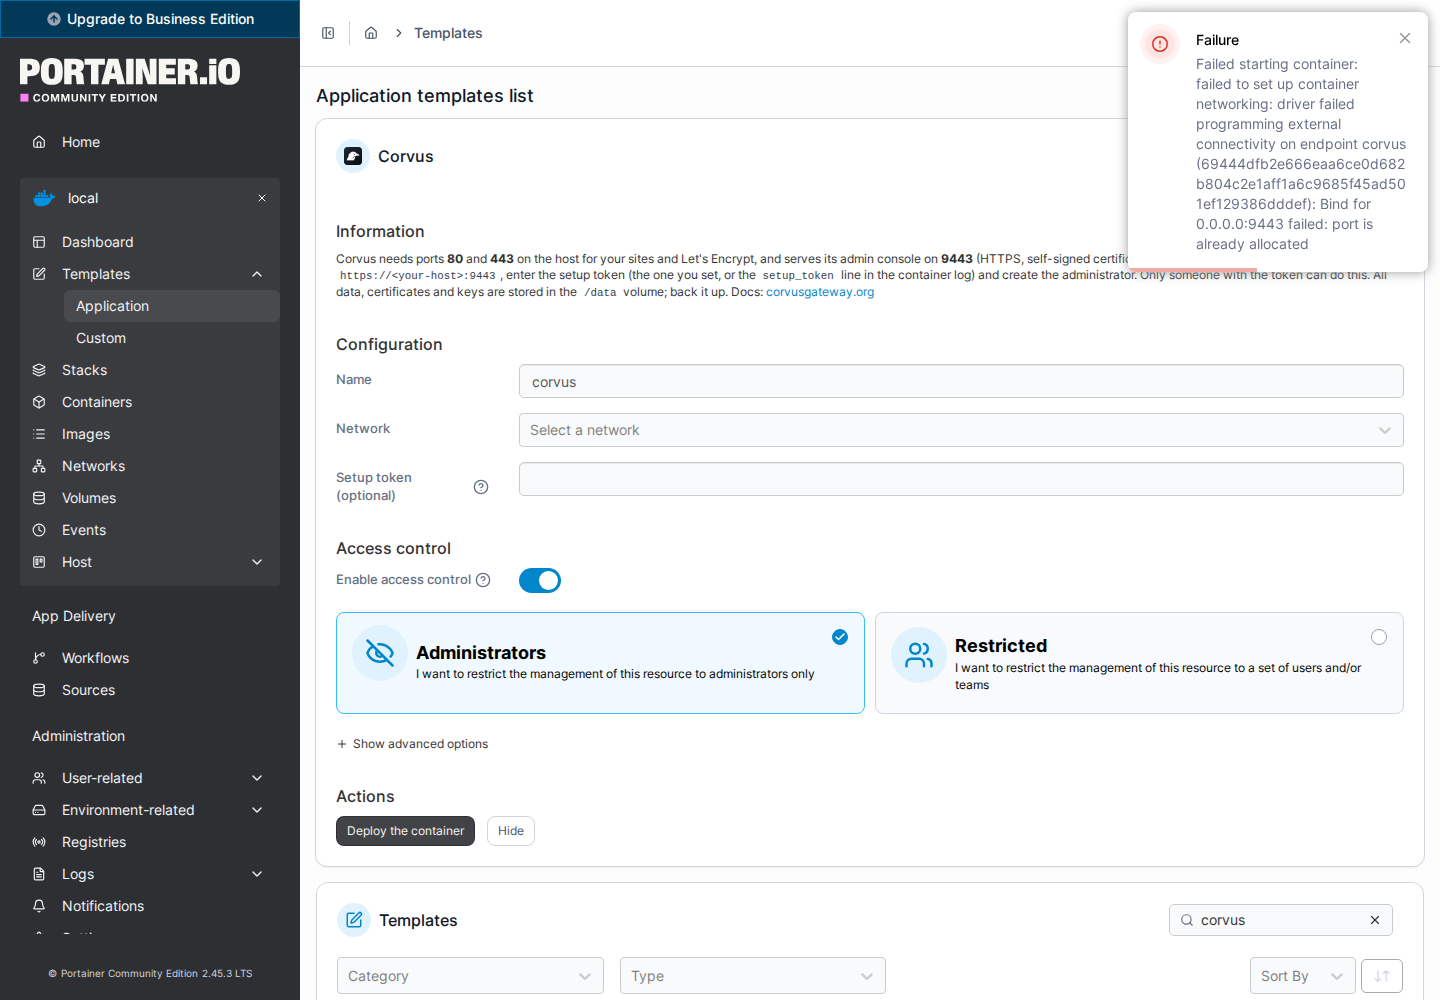 Upgrade to Business Edition
PORTAINER.iO
COMMUNITY EDITION
Home
local
Dashboard
Templates
Application
Custom
Stacks
Containers
Images
Networks
Volumes
Events
Host
App Delivery
Workflows
Sources
Administration
User-related
Environment-related
Registries
Logs
Notifications
© Portainer Community Edition 2.45.3 LTS
Templates
Application templates list
Corvus
Information
Corvus needs ports 80 and 443 on the host for your sites and Let's Encrypt, and serves its admin console on 9443 (HTTPS, self-signed certific
https://<your-host>:9443 , enter the setup token (the one you set, or the setup_token line in the container log) and create the administrator. Only someone with the token can do this. All
data, certificates and keys are stored in the /data volume; back it up. Docs: corvusgateway.org
Configuration
Name
corvus
Network
Select a network
Setup token
(optional)
Access control
Enable access control
Administrators
I want to restrict the management of this resource to administrators only
Restricted
I want to restrict the management of this resource to a set of users and/or
teams
+ Show advanced options
Actions
Deploy the container
Hide
Templates
corvus
Category
Type
Sort By
Failure
Failed starting container:
failed to set up container
networking: driver failed
programming external
connectivity on endpoint corvus
(69444dfb2e666eaa6ce0d682
b804c2e1aff1a6c9685f45ad50
1ef129386dddef): Bind for
0.0.0.0:9443 failed: port is
already allocated